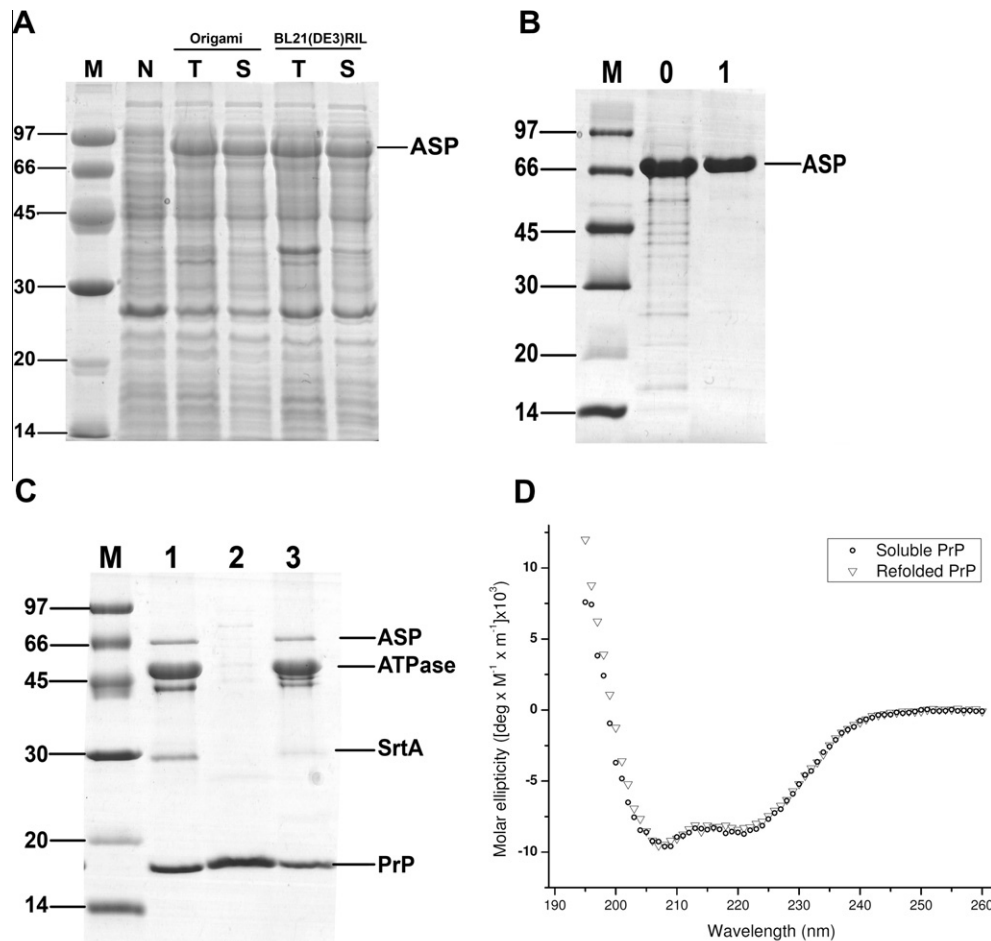 A
Origami BL21(DE3)RIL
M N T S T S
97
66
45
30
20
14
ASP
B
M 0 1
97
66
45
30
20
14
ASP
C
M 1 2 3
97
66
45
30
20
14
ASP
ATPase
SrtA
PrP
D
Soluble PrP
Refolded PrP
10
5
0
-5
-10
Molar ellipticity ([deg x M⁻¹ x m⁻¹]x10³)
190 200 210 220 230 240 250 260
Wavelength (nm)